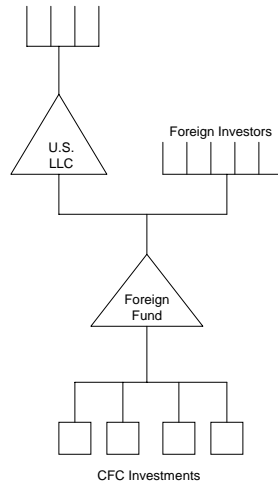 Foreign Investors
U.S.
LLC
Foreign
Fund
CFC Investments